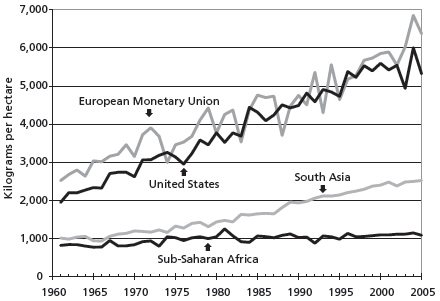 7,000
6,000
5,000
4,000
3,000
2,000
1,000
0
Kilograms per hectare
European Monetary Union
United States
South Asia
Sub-Saharan Africa
1960 1965 1970 1975 1980 1985 1990 1995 2000 2005